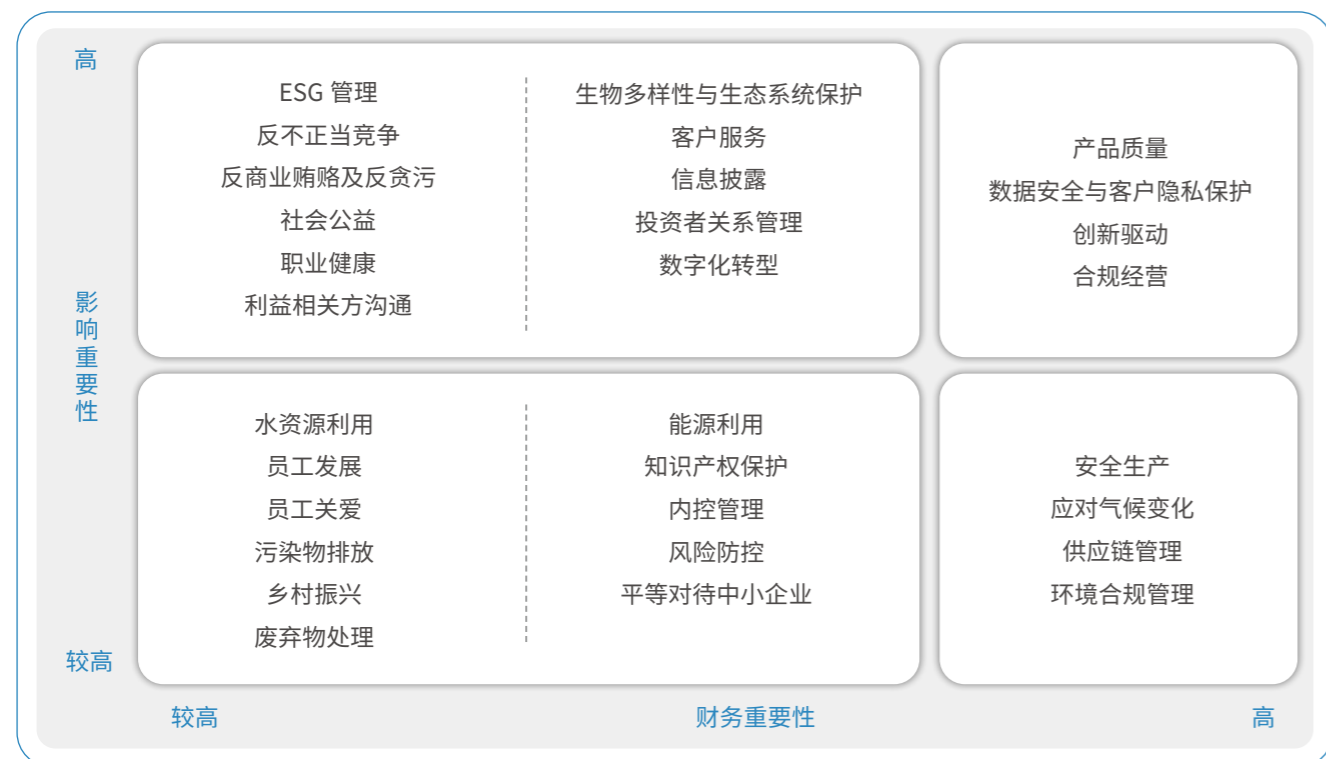 高
ESG 管理
反不正当竞争
反商业贿赂及反贪污
社会公益
职业健康
利益相关方沟通
生物多样性与生态系统保护
客户服务
信息披露
投资者关系管理
数字化转型
产品质量
数据安全与客户隐私保护
创新驱动
合规经营
影响重要性
水资源利用
员工发展
员工关爱
污染物排放
乡村振兴
废弃物处理
能源利用
知识产权保护
内控管理
风险防控
平等对待中小企业
安全生产
应对气候变化
供应链管理
环境合规管理
较高
较高
财务重要性
高